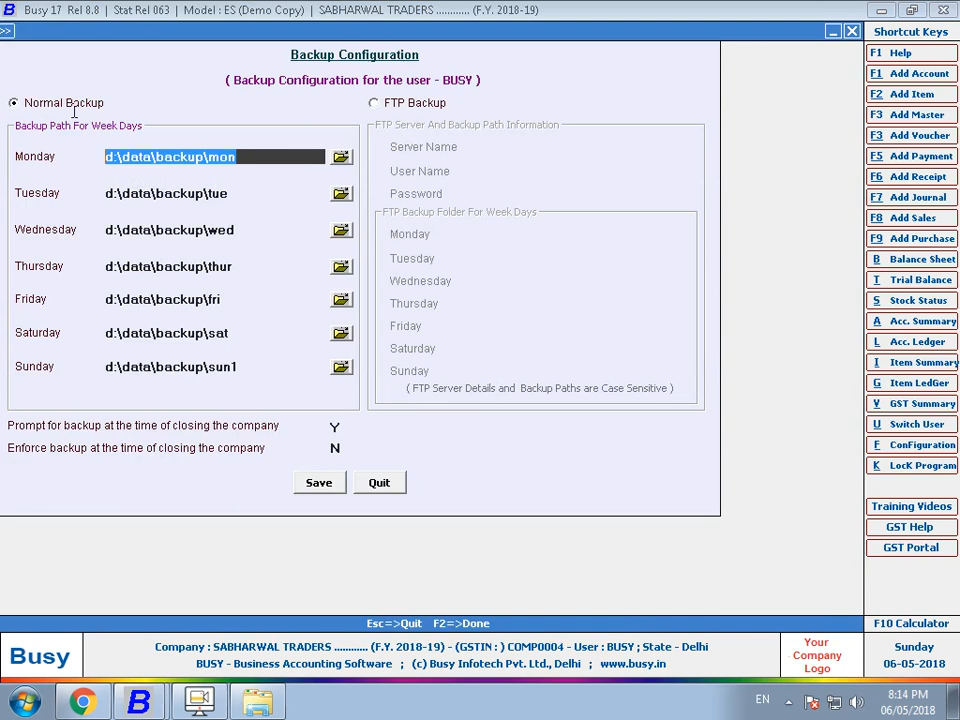 Busy 17 Rel 8.8 | Stat Rel 063 | Model : ES (Demo Copy) | SABHARWAL TRADERS ............ (F.Y. 2018-19)
>>
Shortcut Keys
Backup Configuration
( Backup Configuration for the user - BUSY )
Normal Backup
Backup Path For Week Days
Monday d:\data\backup\mon
Tuesday d:\data\backup\tue
Wednesday d:\data\backup\wed
Thursday d:\data\backup\thur
Friday d:\data\backup\fri
Saturday d:\data\backup\sat
Sunday d:\data\backup\sun1
FTP Backup
FTP Server And Backup Path Information
Server Name
User Name
Password
FTP Backup Folder For Week Days
Monday
Tuesday
Wednesday
Thursday
Friday
Saturday
Sunday
( FTP Server Details and Backup Paths are Case Sensitive )
Prompt for backup at the time of closing the company Y
Enforce backup at the time of closing the company N
Save Quit
F1 Help
F1 Add Account
F2 Add Item
F3 Add Master
F3 Add Voucher
F5 Add Payment
F6 Add Receipt
F7 Add Journal
F8 Add Sales
F9 Add Purchase
B Balance Sheet
T Trial Balance
S Stock Status
A Acc. Summary
L Acc. Ledger
I Item Summary
G Item LedGer
Y GST Summary
U Switch User
F ConFiguration
K LocK Program
Training Videos
GST Help
GST Portal
Esc=>Quit F2=>Done
F10 Calculator
Busy
Company : SABHARWAL TRADERS ............ (F.Y. 2018-19) - (GSTIN : ) COMP0004 - User : BUSY ; State - Delhi
BUSY - Business Accounting Software ; (c) Busy Infotech Pvt. Ltd., Delhi ; www.busy.in
Your
Company
Logo
Sunday
06-05-2018
EN
8:14 PM
06/05/2018